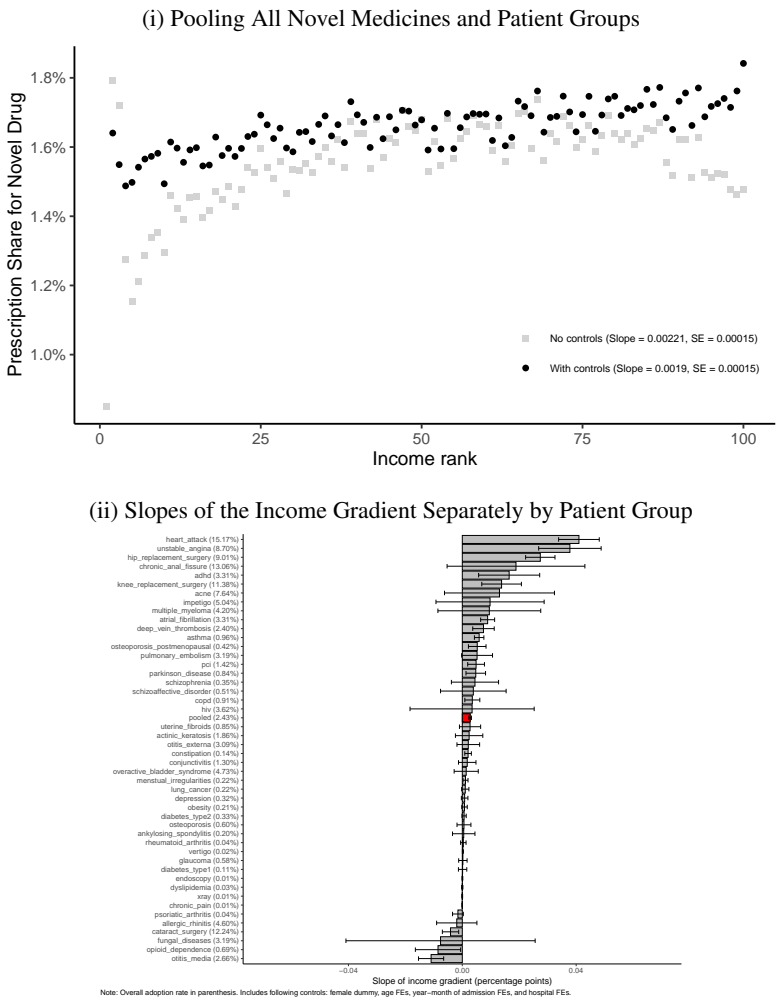 (i) Pooling All Novel Medicines and Patient Groups
1.8%
1.6%
1.4%
1.2%
1.0%
Prescription Share for Novel Drug
No controls (Slope = 0.00221, SE = 0.00015)
With controls (Slope = 0.0019, SE = 0.00015)
0 25 50 75 100
Income rank
(ii) Slopes of the Income Gradient Separately by Patient Group
heart_attack (15.17%)
unstable_angina (8.70%)
hip_replacement_surgery (9.01%)
chronic_anal_fissure (13.06%)
adhd (3.31%)
knee_replacement_surgery (11.38%)
acne (7.64%)
impetigo (5.04%)
multiple_myeloma (4.20%)
atrial_fibrillation (3.31%)
deep_vein_thrombosis (2.40%)
asthma (0.96%)
osteoporosis_postmenopausal (0.42%)
pulmonary_embolism (3.19%)
pci (1.42%)
parkinson_disease (0.84%)
schizophrenia (0.35%)
schizoaffective_disorder (0.51%)
copd (0.91%)
hiv (3.62%)
pooled (2.43%)
uterine_fibroids (0.85%)
actinic_keratosis (1.86%)
otitis_externa (3.09%)
constipation (0.14%)
conjunctivitis (1.30%)
overactive_bladder_syndrome (4.73%)
menstrual_irregularities (0.22%)
lung_cancer (0.22%)
depression (0.32%)
obesity (0.21%)
diabetes_type2 (0.33%)
osteoporosis (0.60%)
ankylosing_spondylitis (0.20%)
rheumatoid_arthritis (0.04%)
vertigo (0.02%)
glaucoma (0.58%)
diabetes_type1 (0.11%)
endoscopy (0.01%)
dyslipidemia (0.03%)
xray (0.01%)
chronic_pain (0.01%)
psoriatic_arthritis (0.04%)
allergic_rhinitis (4.60%)
cataract_surgery (12.24%)
fungal_diseases (3.19%)
opioid_dependence (0.69%)
otitis_media (2.66%)
−0.04 0.00 0.04
Slope of income gradient (percentage points)
Note: Overall adoption rate in parenthesis. Includes following controls: female dummy, age FEs, year−month of admission FEs, and hospital FEs.